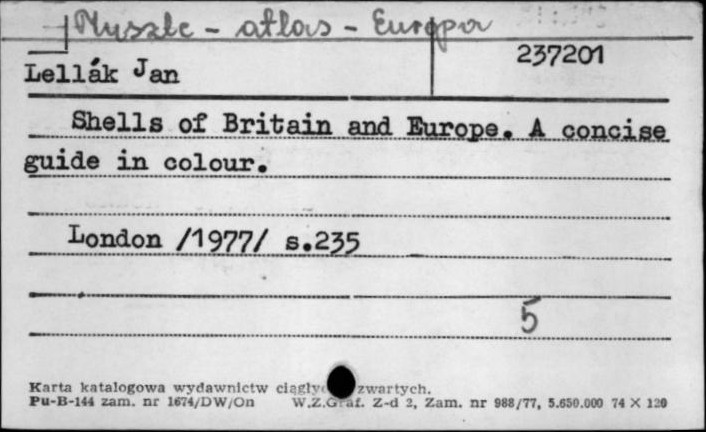 Muszle - atlas - Europa
237201
Lellák Jan
Shells of Britain and Europe. A concise
guide in colour.
London /1977/ s.235
5
Karta katalogowa wydawnictw ciągłyc zwartych.
Pu-B-144 zam. nr 1674/DW/On W.Z.Graf. Z-d 2, Zam. nr 988/77, 5.650.000 74 X 120